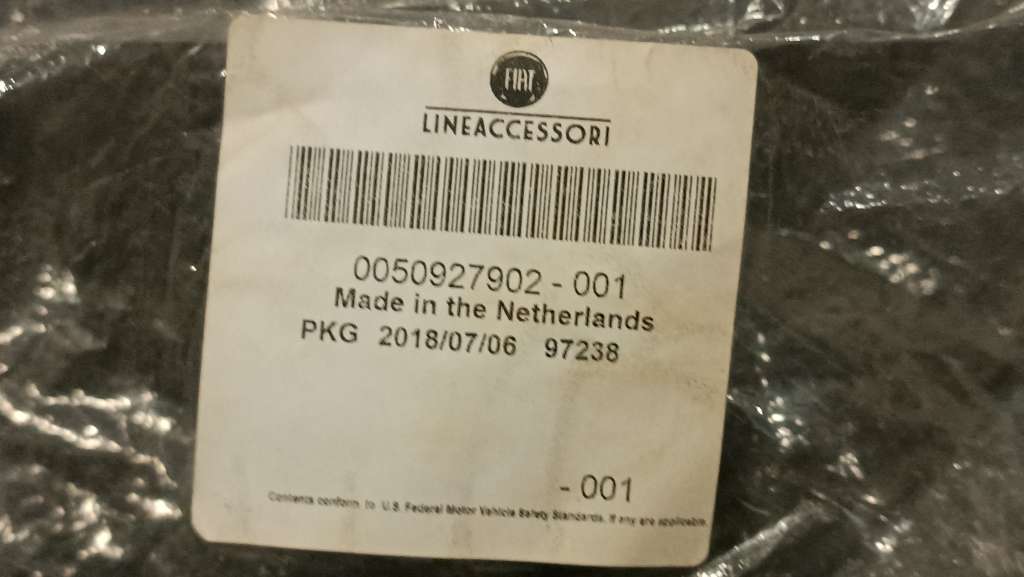 FIAT
LINEACCESSORI
0050927902 - 001
Made in the Netherlands
PKG 2018/07/06 97238
- 001
Contents conform to U.S. Federal Motor Vehicle Safety Standards, if any are applicable.